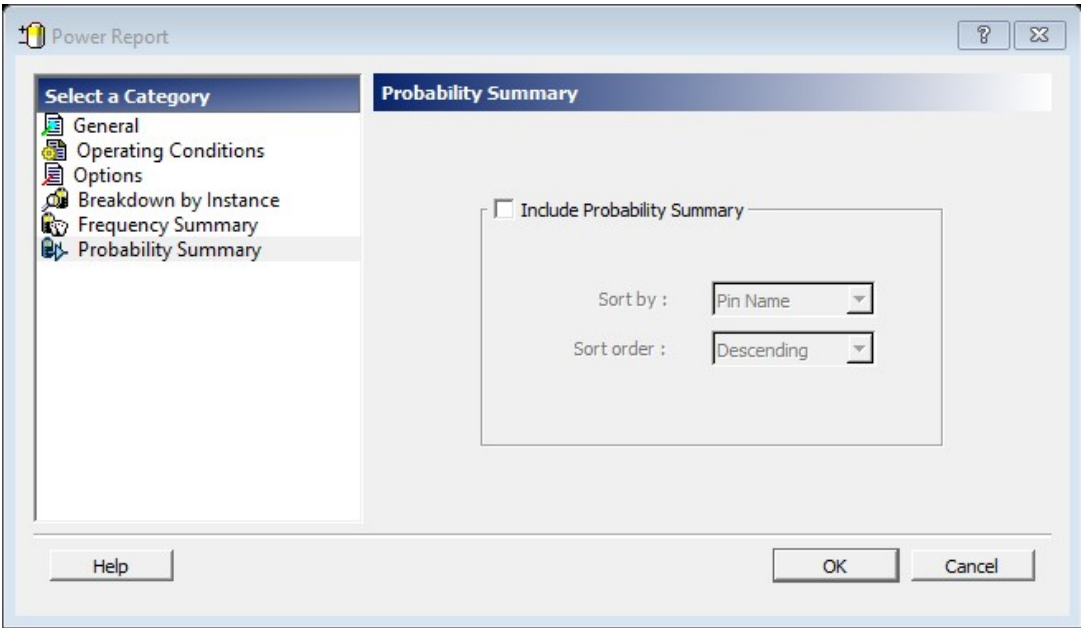 Power Report
Select a Category
General
Operating Conditions
Options
Breakdown by Instance
Frequency Summary
Probability Summary
Probability Summary
Include Probability Summary
Sort by : Pin Name
Sort order : Descending
Help OK Cancel